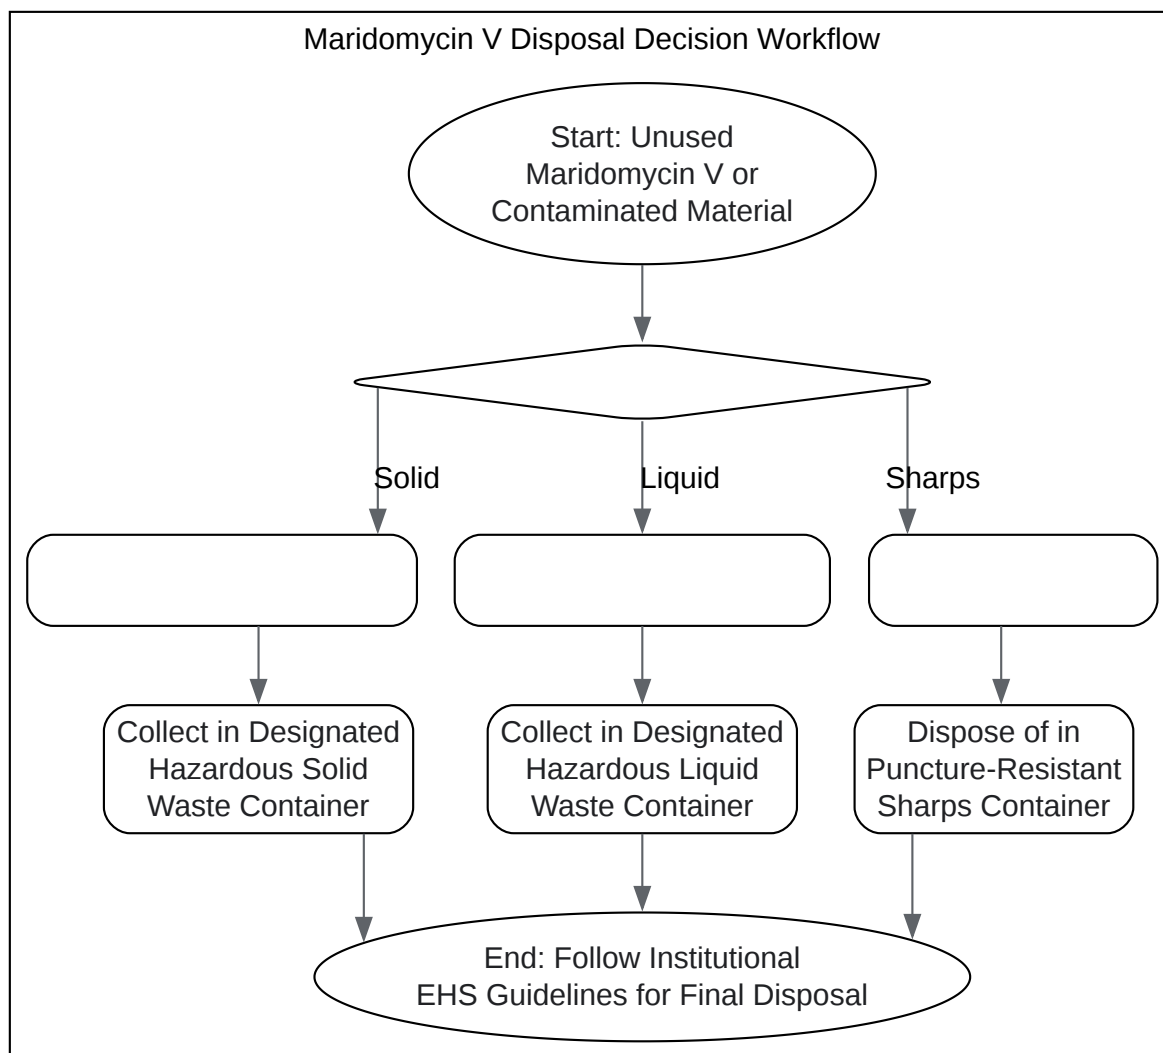 Maridomycin V Disposal Decision Workflow
Start: Unused
Maridomycin V or
Contaminated Material
Solid
Liquid
Sharps
Collect in Designated
Hazardous Solid
Waste Container
Collect in Designated
Hazardous Liquid
Waste Container
Dispose of in
Puncture-Resistant
Sharps Container
End: Follow Institutional
EHS Guidelines for Final Disposal